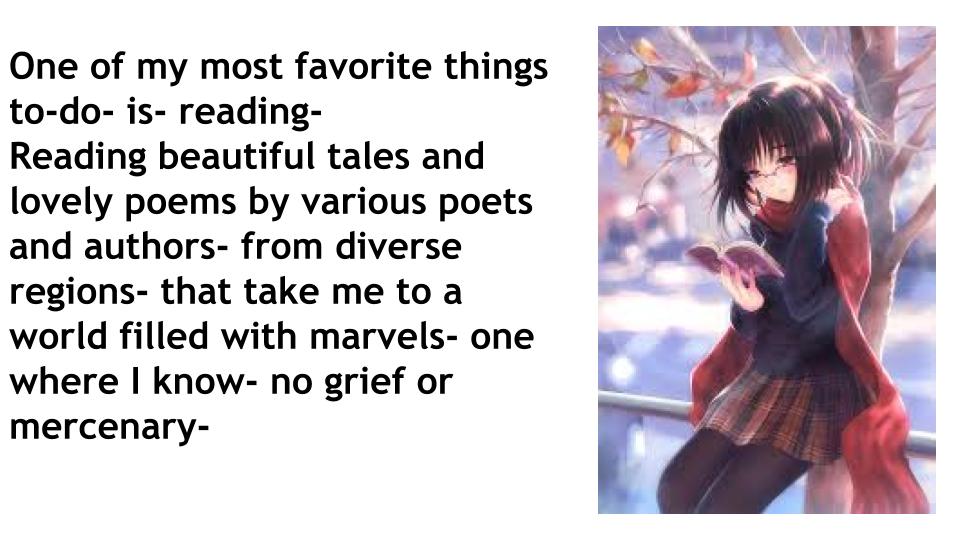 One of my most favorite things
to-do- is- reading-
Reading beautiful tales and
lovely poems by various poets
and authors- from diverse
regions- that take me to a
world filled with marvels- one
where I know- no grief or
mercenary-